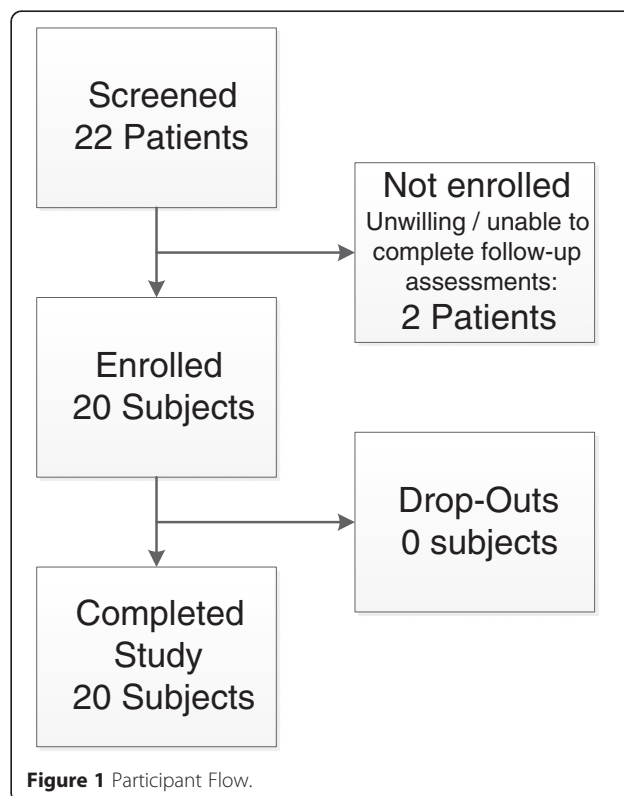 Screened
22 Patients
Not enrolled
Unwilling / unable to
complete follow-up
assessments:
2 Patients
Enrolled
20 Subjects
Drop-Outs
0 subjects
Completed
Study
20 Subjects
Figure 1 Participant Flow.